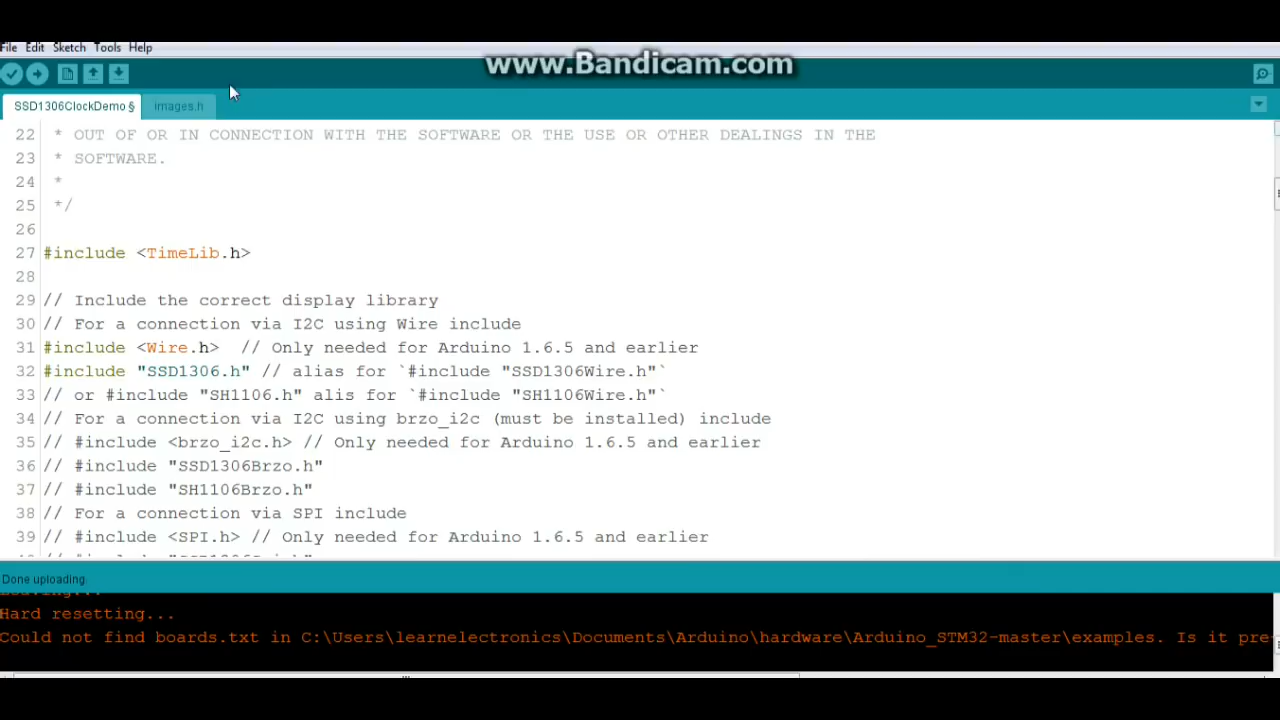 File Edit Sketch Tools Help
www.Bandicam.com
SSD1306ClockDemo § images.h
22 * OUT OF OR IN CONNECTION WITH THE SOFTWARE OR THE USE OR OTHER DEALINGS IN THE
23 * SOFTWARE.
24 *
25 */
26
27 #include <TimeLib.h>
28
29 // Include the correct display library
30 // For a connection via I2C using Wire include
31 #include <Wire.h>  // Only needed for Arduino 1.6.5 and earlier
32 #include "SSD1306.h" // alias for `#include "SSD1306Wire.h"`
33 // or #include "SH1106.h" alis for `#include "SH1106Wire.h"`
34 // For a connection via I2C using brzo_i2c (must be installed) include
35 // #include <brzo_i2c.h> // Only needed for Arduino 1.6.5 and earlier
36 // #include "SSD1306Brzo.h"
37 // #include "SH1106Brzo.h"
38 // For a connection via SPI include
39 // #include <SPI.h> // Only needed for Arduino 1.6.5 and earlier
Done uploading.
Hard resetting...
Could not find boards.txt in C:\Users\learnelectronics\Documents\Arduino\hardware\Arduino_STM32-master\examples. Is it pre-